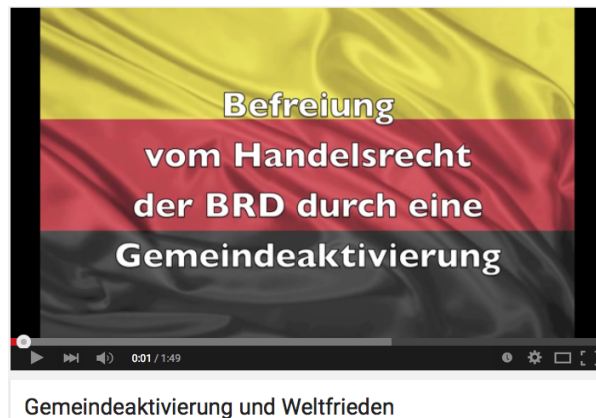 Befreiung
vom Handelsrecht
der BRD durch eine
Gemeindeaktivierung
0:01 / 1:49
Gemeindeaktivierung und Weltfrieden